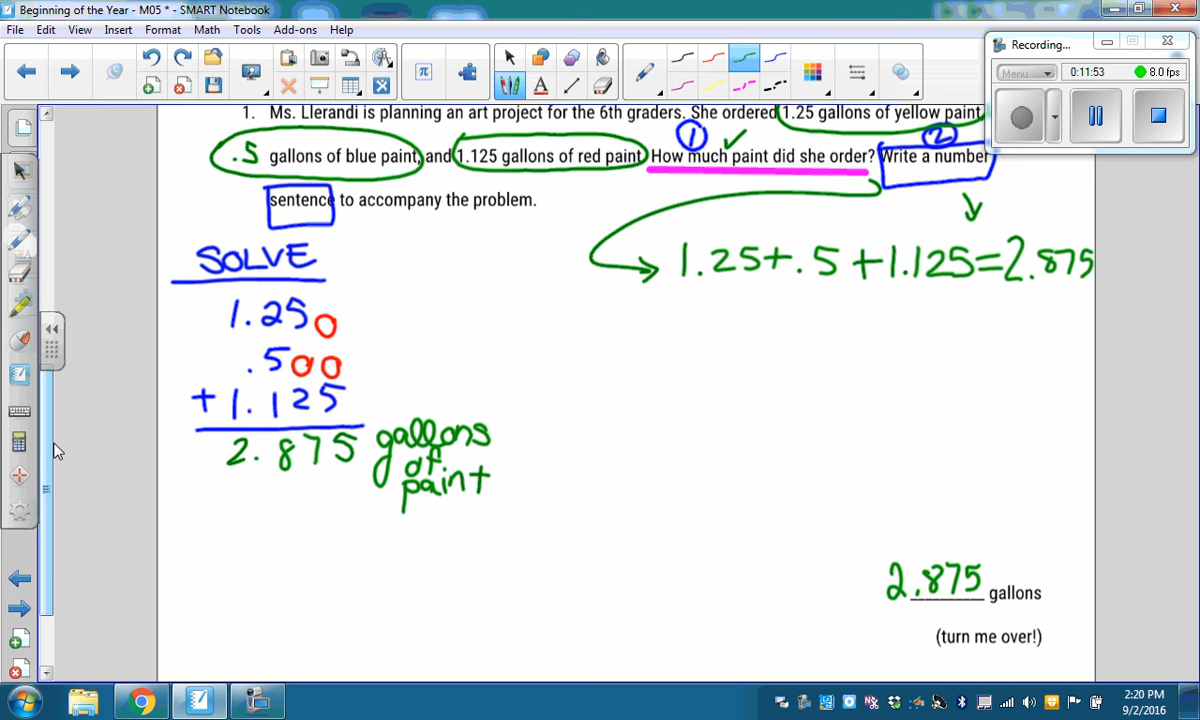 Beginning of the Year - M05 * - SMART Notebook
File Edit View Insert Format Math Tools Add-ons Help
Recording...
Menu
0:11:53
8.0 fps
1. Ms. Llerandi is planning an art project for the 6th graders. She ordered 1.25 gallons of yellow paint
1 2
.5 gallons of blue paint, and 1.125 gallons of red paint. How much paint did she order? Write a number
sentence to accompany the problem.
SOLVE
1.25+.5+1.125=2.875
1.250
.500
+1.125
2.875 gallons
of
paint
2.875 gallons
(turn me over!)
2:20 PM
9/2/2016